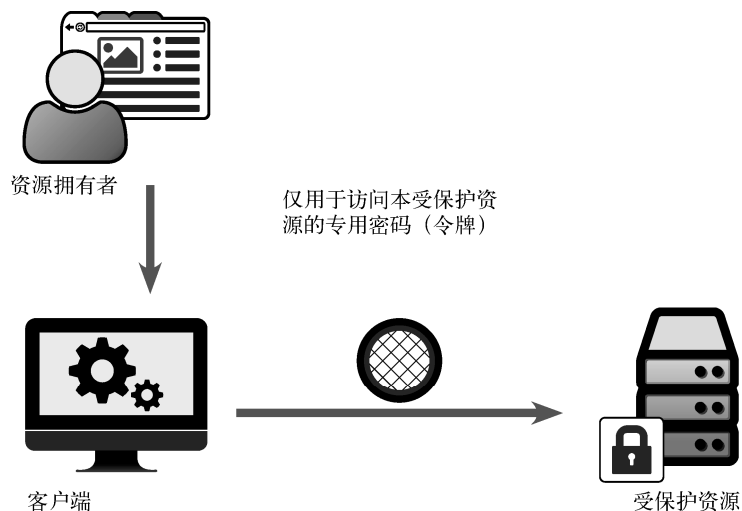 资源拥有者
仅用于访问本受保护资
源的专用密码（令牌）
客户端
受保护资源